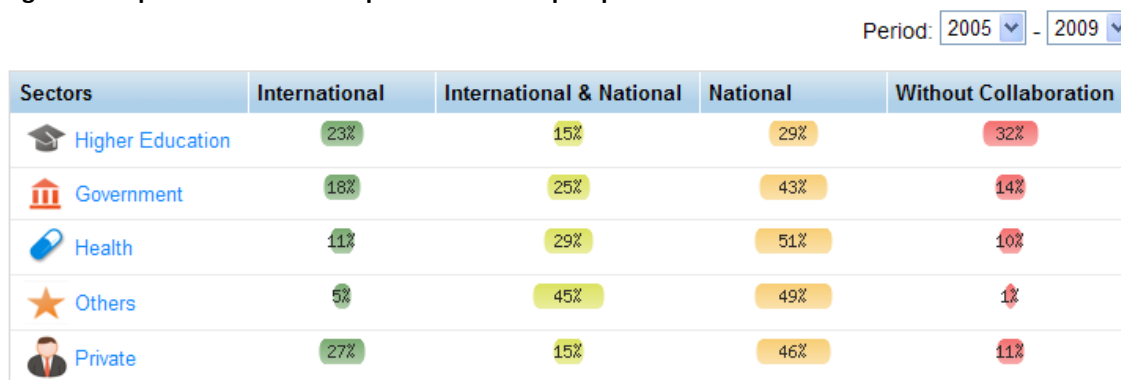 Period: 2005 - 2009
Sectors International International & National National Without Collaboration
Higher Education 23% 15% 29% 32%
Government 18% 25% 43% 14%
Health 11% 29% 51% 10%
Others 5% 45% 49% 1%
Private 27% 15% 46% 11%